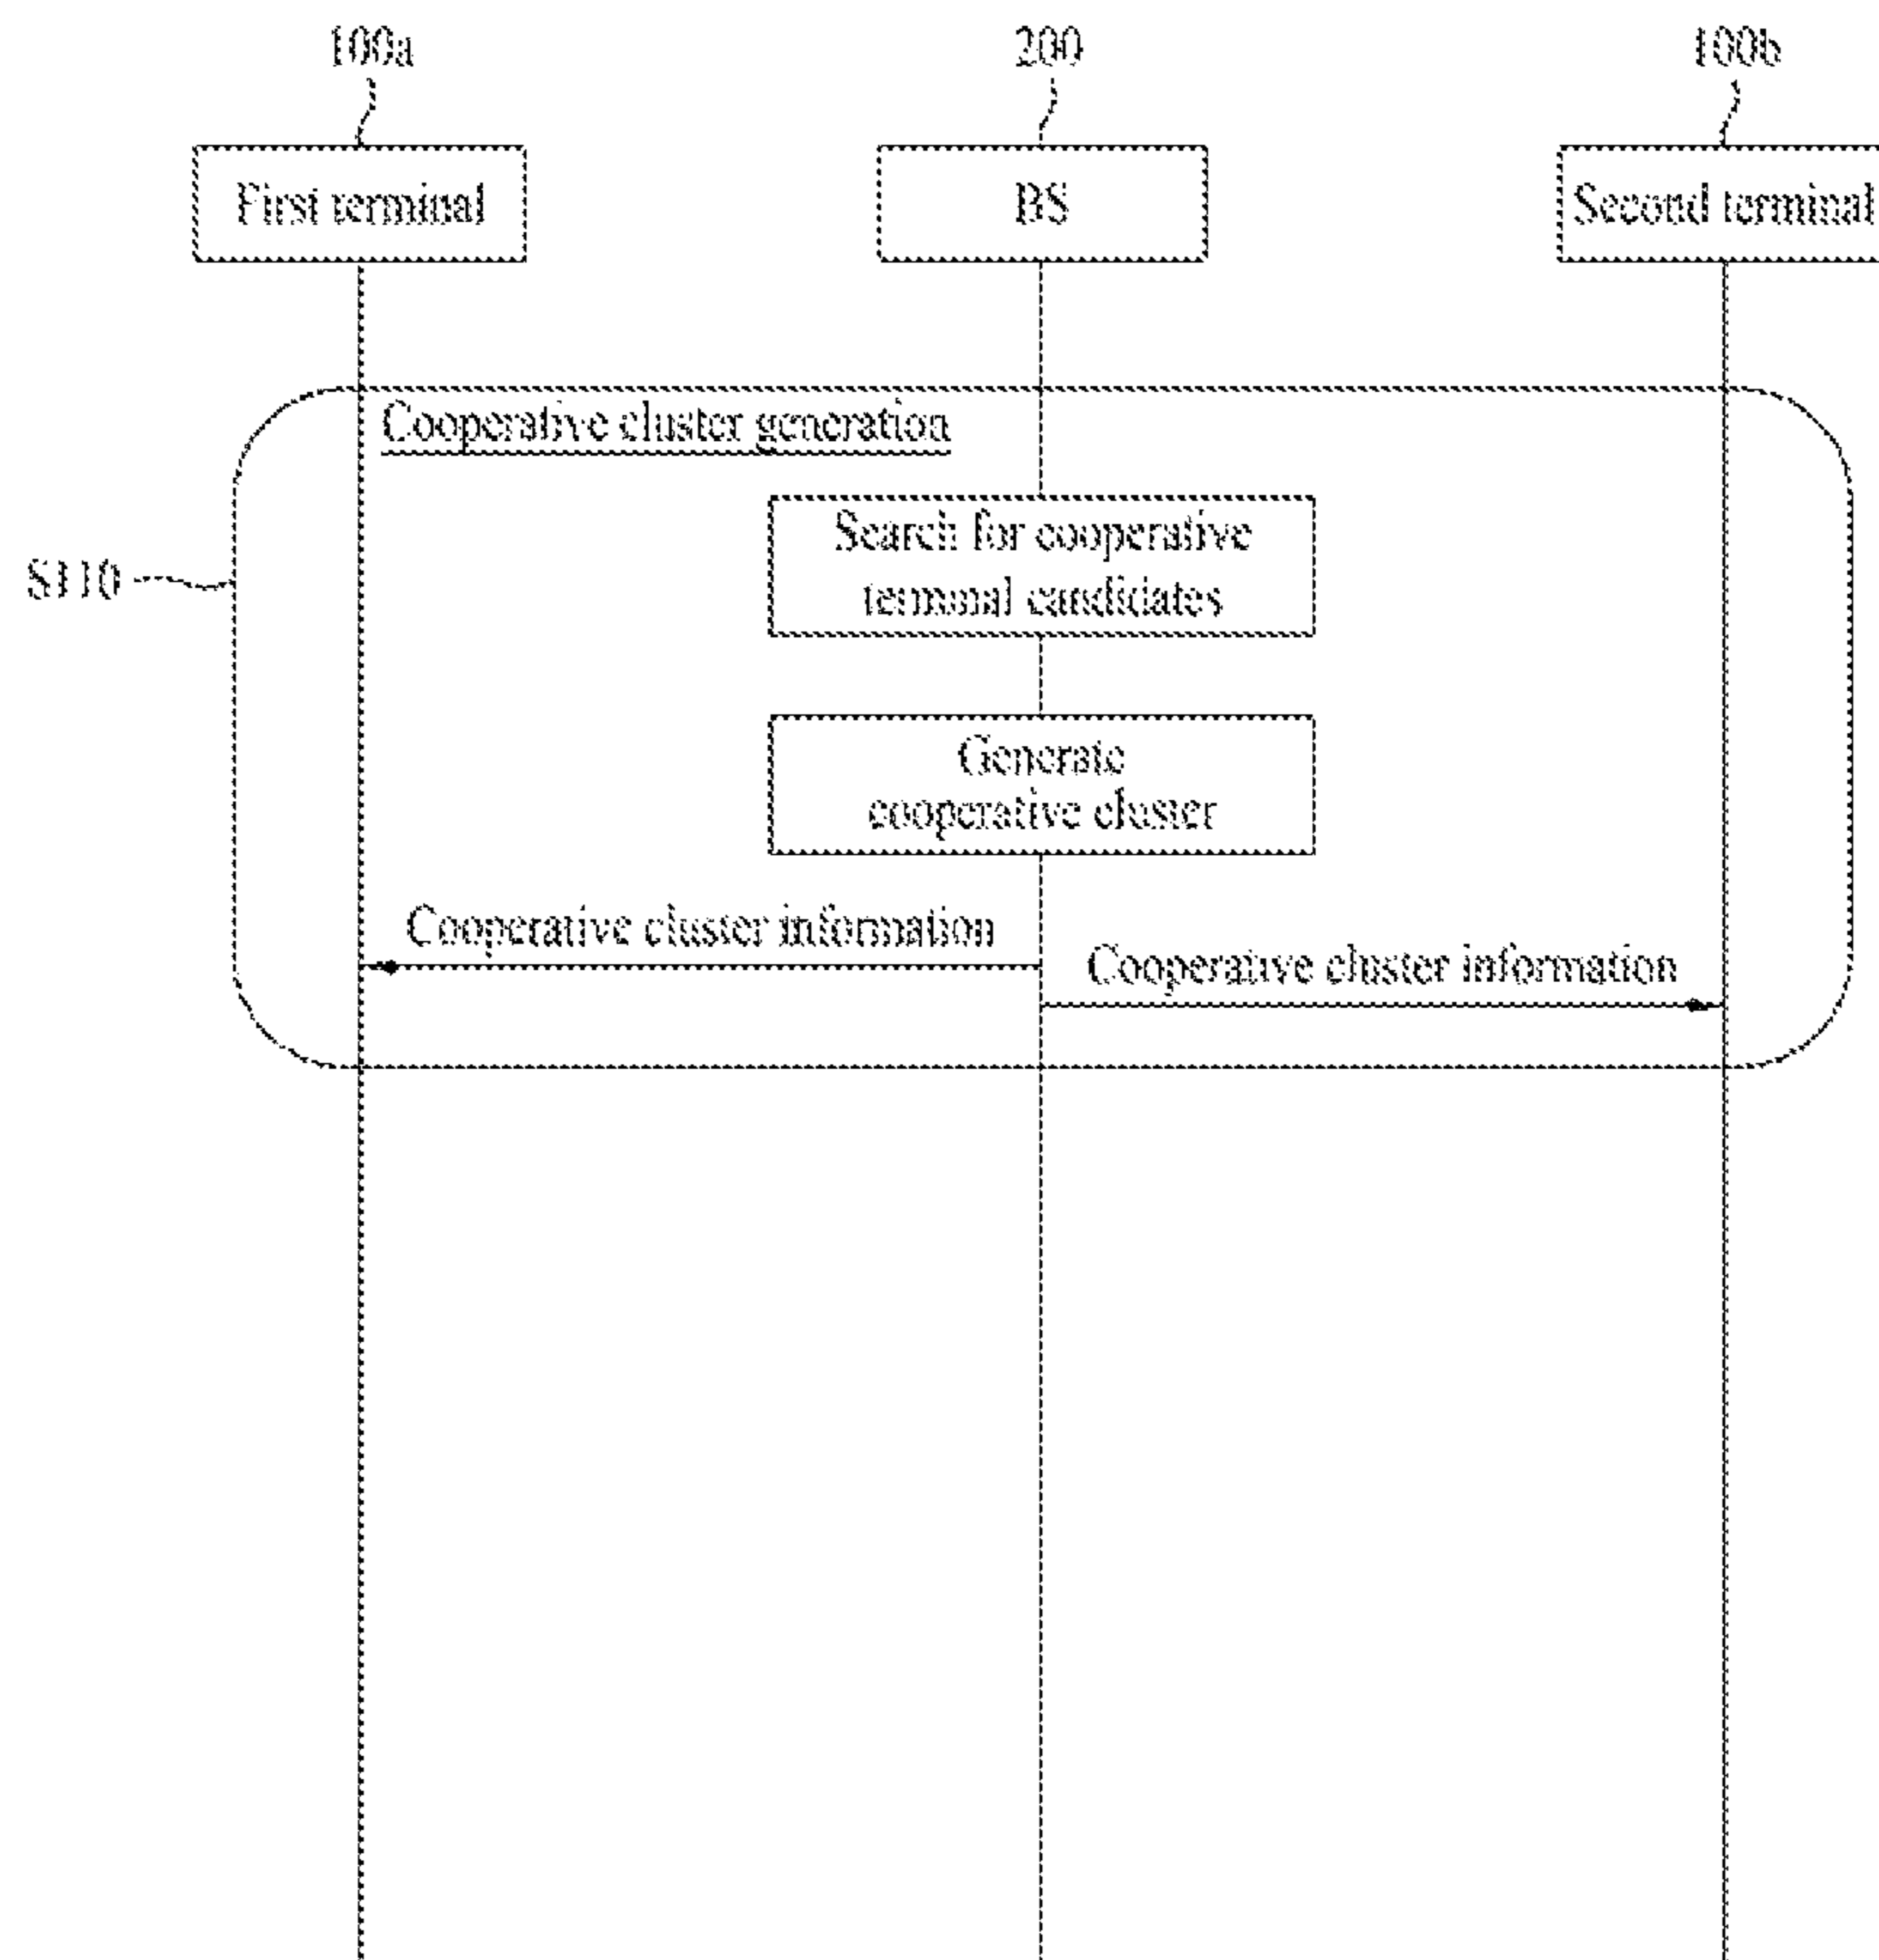 100a
200
100b
First terminal
BS
Second terminal
Cooperative cluster generation
Search for cooperative
terminal candidates
S110
Generate
cooperative cluster
Cooperative cluster information
Cooperative cluster information